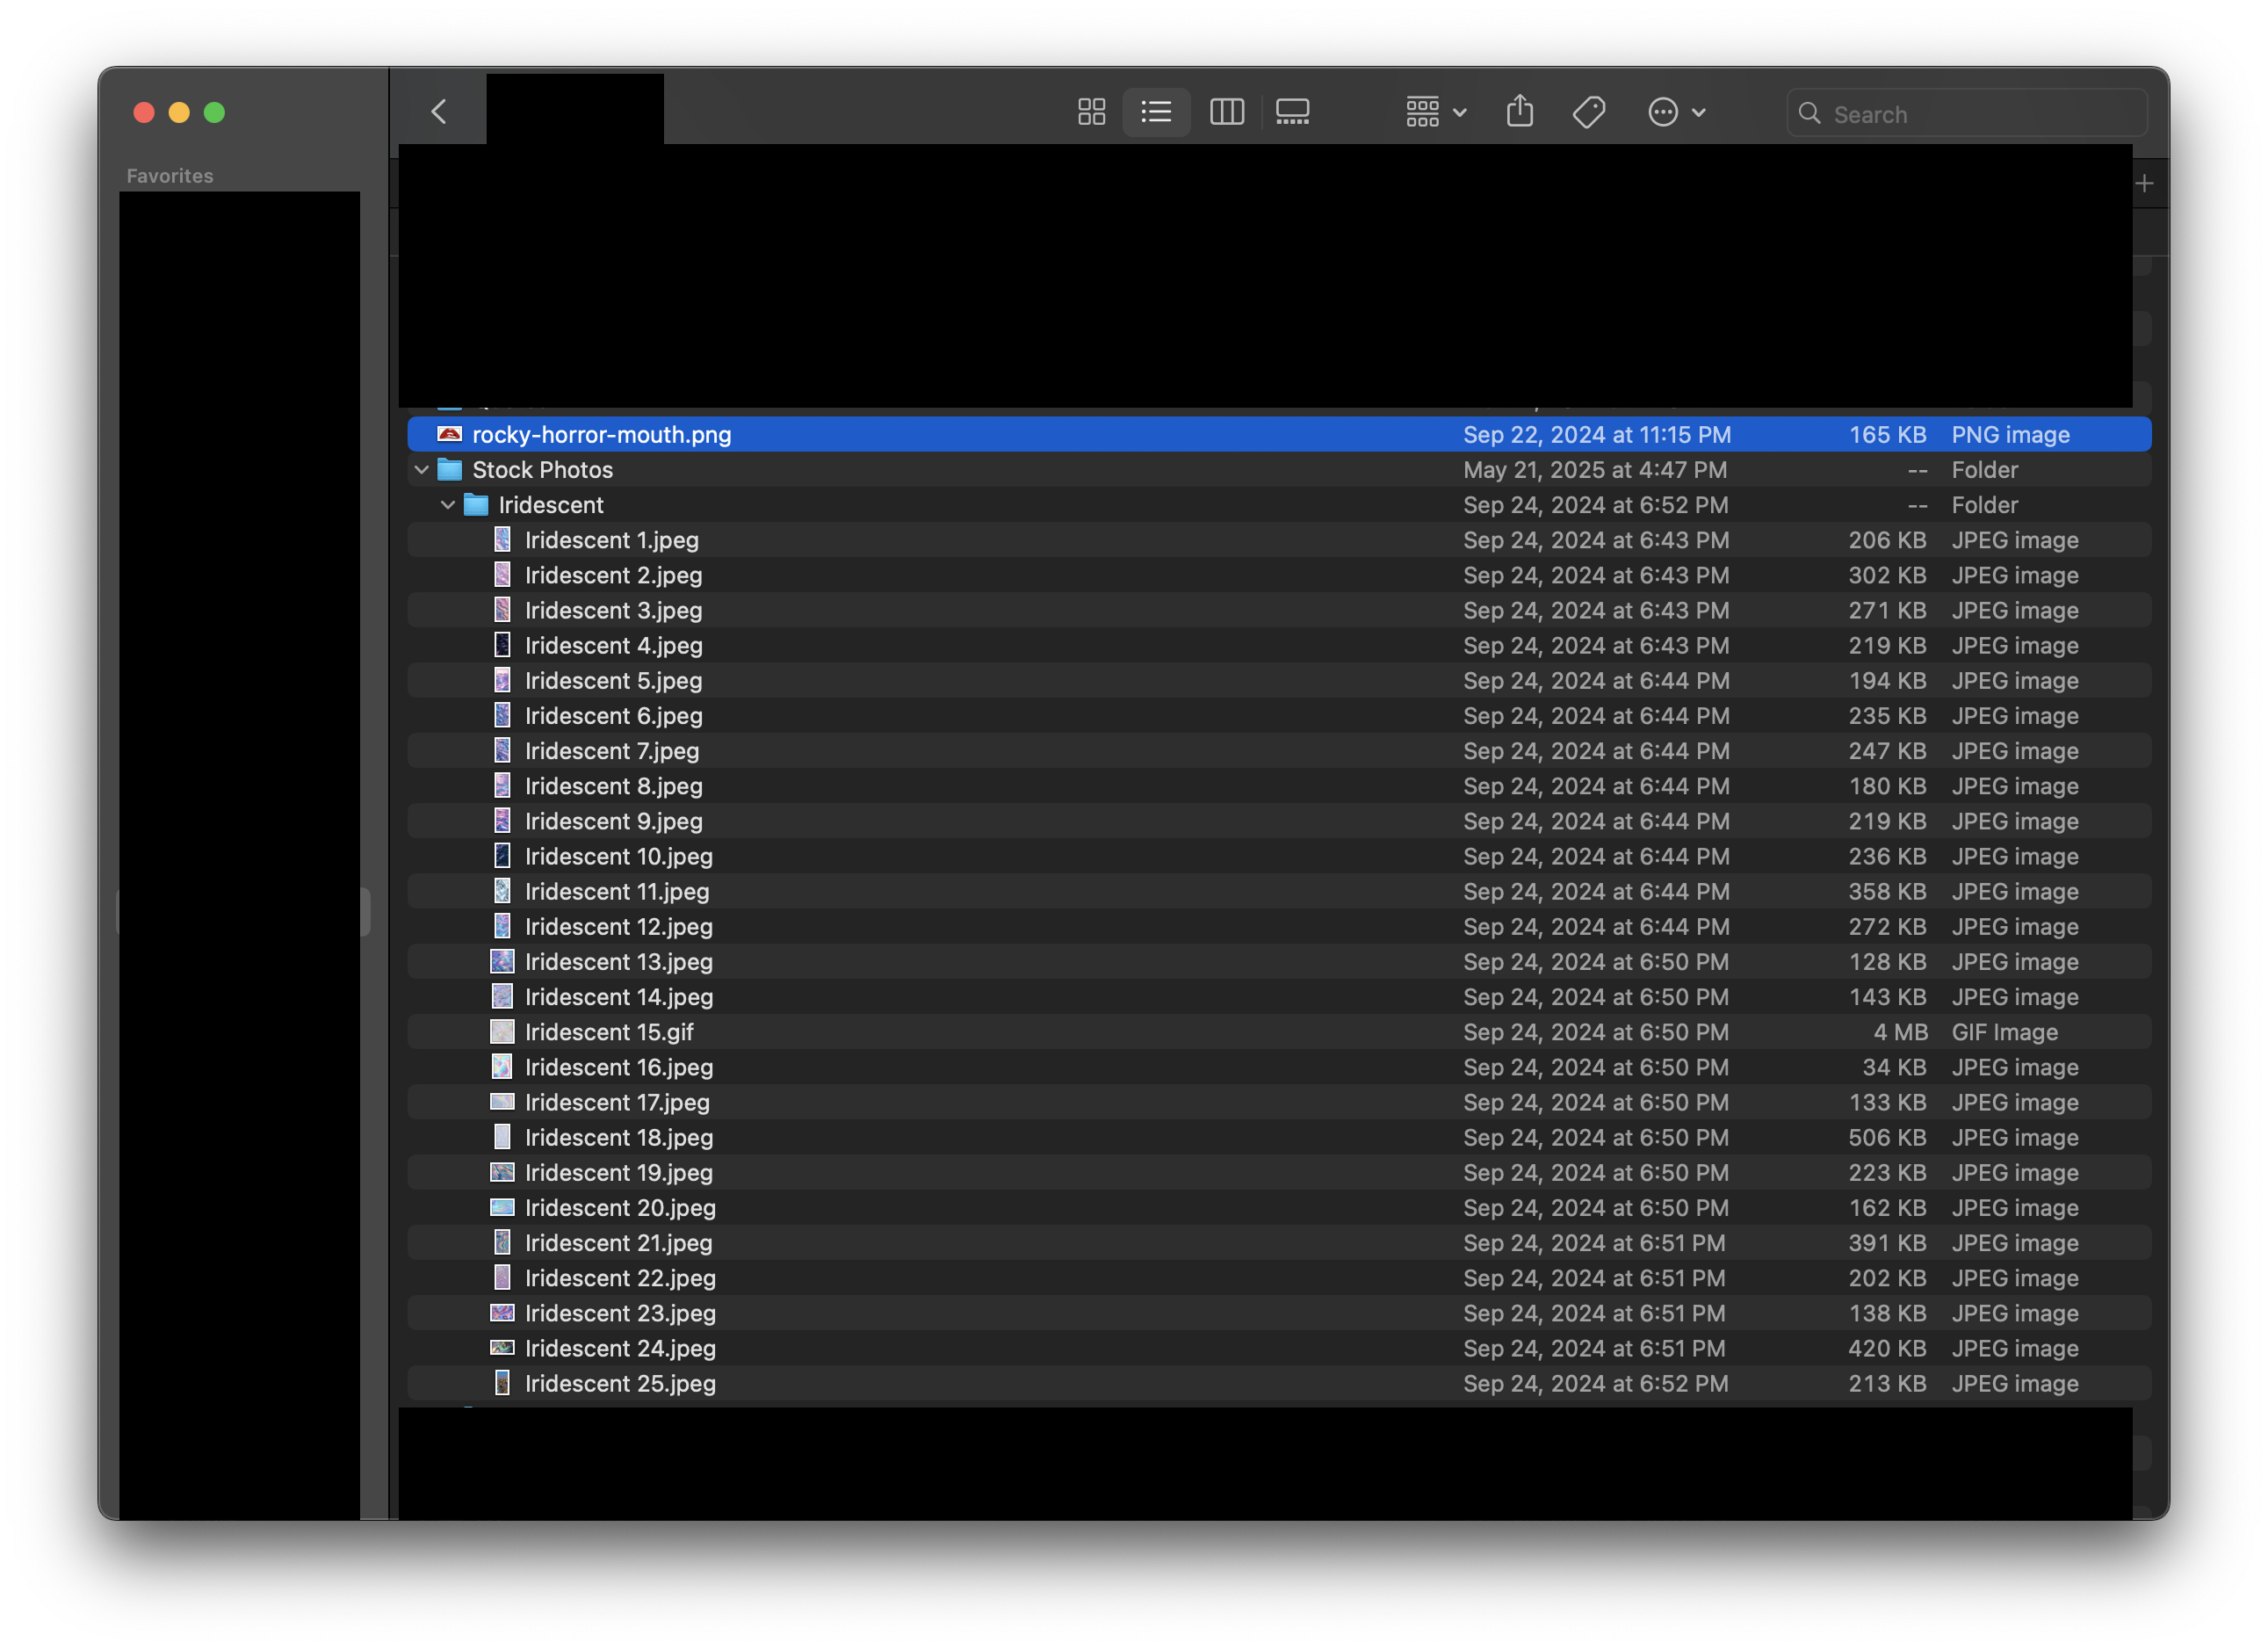 Search
Favorites
rocky-horror-mouth.png Sep 22, 2024 at 11:15 PM 165 KB PNG image
Stock Photos May 21, 2025 at 4:47 PM -- Folder
Iridescent Sep 24, 2024 at 6:52 PM -- Folder
Iridescent 1.jpeg Sep 24, 2024 at 6:43 PM 206 KB JPEG image
Iridescent 2.jpeg Sep 24, 2024 at 6:43 PM 302 KB JPEG image
Iridescent 3.jpeg Sep 24, 2024 at 6:43 PM 271 KB JPEG image
Iridescent 4.jpeg Sep 24, 2024 at 6:43 PM 219 KB JPEG image
Iridescent 5.jpeg Sep 24, 2024 at 6:44 PM 194 KB JPEG image
Iridescent 6.jpeg Sep 24, 2024 at 6:44 PM 235 KB JPEG image
Iridescent 7.jpeg Sep 24, 2024 at 6:44 PM 247 KB JPEG image
Iridescent 8.jpeg Sep 24, 2024 at 6:44 PM 180 KB JPEG image
Iridescent 9.jpeg Sep 24, 2024 at 6:44 PM 219 KB JPEG image
Iridescent 10.jpeg Sep 24, 2024 at 6:44 PM 236 KB JPEG image
Iridescent 11.jpeg Sep 24, 2024 at 6:44 PM 358 KB JPEG image
Iridescent 12.jpeg Sep 24, 2024 at 6:44 PM 272 KB JPEG image
Iridescent 13.jpeg Sep 24, 2024 at 6:50 PM 128 KB JPEG image
Iridescent 14.jpeg Sep 24, 2024 at 6:50 PM 143 KB JPEG image
Iridescent 15.gif Sep 24, 2024 at 6:50 PM 4 MB GIF Image
Iridescent 16.jpeg Sep 24, 2024 at 6:50 PM 34 KB JPEG image
Iridescent 17.jpeg Sep 24, 2024 at 6:50 PM 133 KB JPEG image
Iridescent 18.jpeg Sep 24, 2024 at 6:50 PM 506 KB JPEG image
Iridescent 19.jpeg Sep 24, 2024 at 6:50 PM 223 KB JPEG image
Iridescent 20.jpeg Sep 24, 2024 at 6:50 PM 162 KB JPEG image
Iridescent 21.jpeg Sep 24, 2024 at 6:51 PM 391 KB JPEG image
Iridescent 22.jpeg Sep 24, 2024 at 6:51 PM 202 KB JPEG image
Iridescent 23.jpeg Sep 24, 2024 at 6:51 PM 138 KB JPEG image
Iridescent 24.jpeg Sep 24, 2024 at 6:51 PM 420 KB JPEG image
Iridescent 25.jpeg Sep 24, 2024 at 6:52 PM 213 KB JPEG image